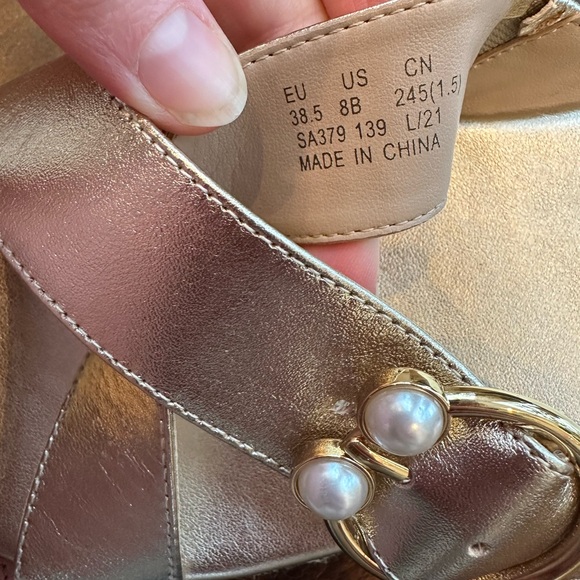 EU US CN
38.5 8B 245(1.5)
SA379 139 L/21
MADE IN CHINA